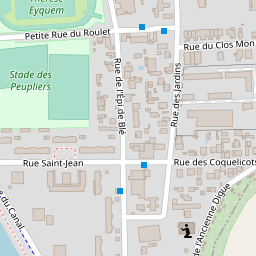 Thérèse
Eyquem
Petite Rue du Roulet
Rue du Clos Mon
Stade des
Peupliers
Rue de l'Épi de Blé
Rue des Jardins
Rue Saint-Jean
Rue des Coquelicots
e du Canal
de l'Ancienne Digue